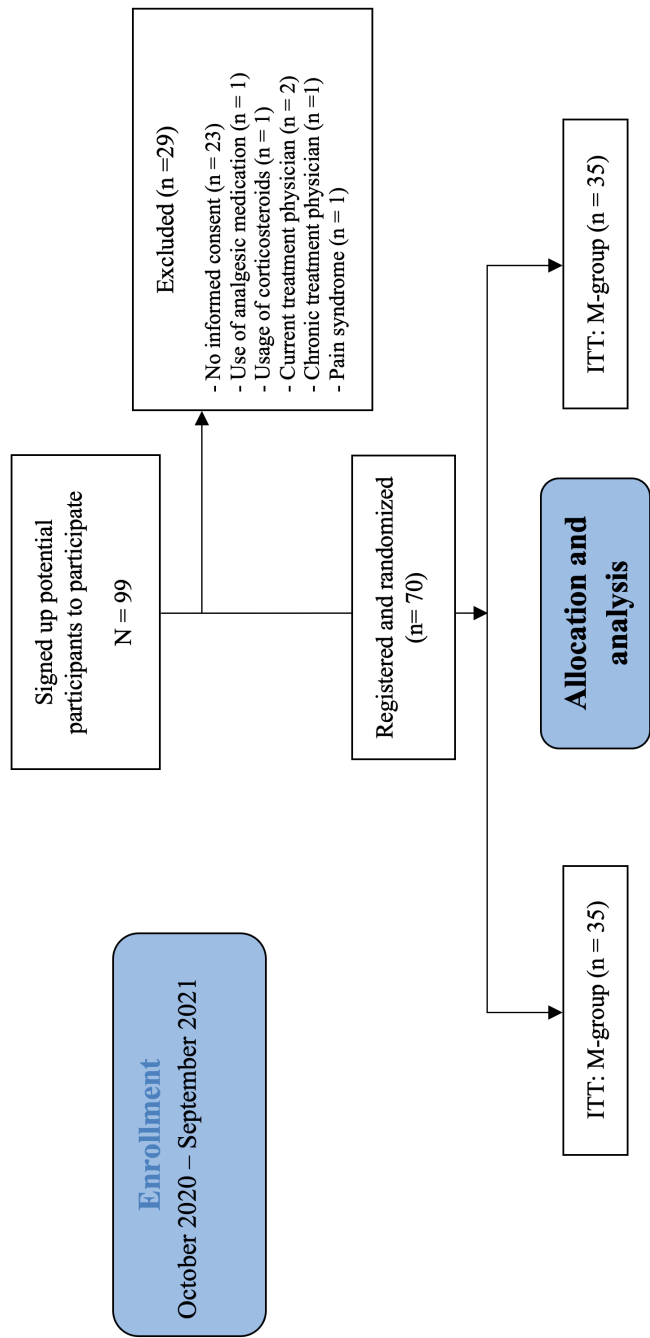 Enrollment
October 2020 – September 2021
Signed up potential
participants to participate
N = 99
Excluded (n =29)
- No informed consent (n = 23)
- Use of analgesic medication (n = 1)
- Usage of corticosteroids (n = 1)
- Current treatment physician (n = 2)
- Chronic treatment physician (n =1)
- Pain syndrome (n = 1)
Registered and randomized
(n= 70)
Allocation and
analysis
ITT: M-group (n = 35)
ITT: M-group (n = 35)